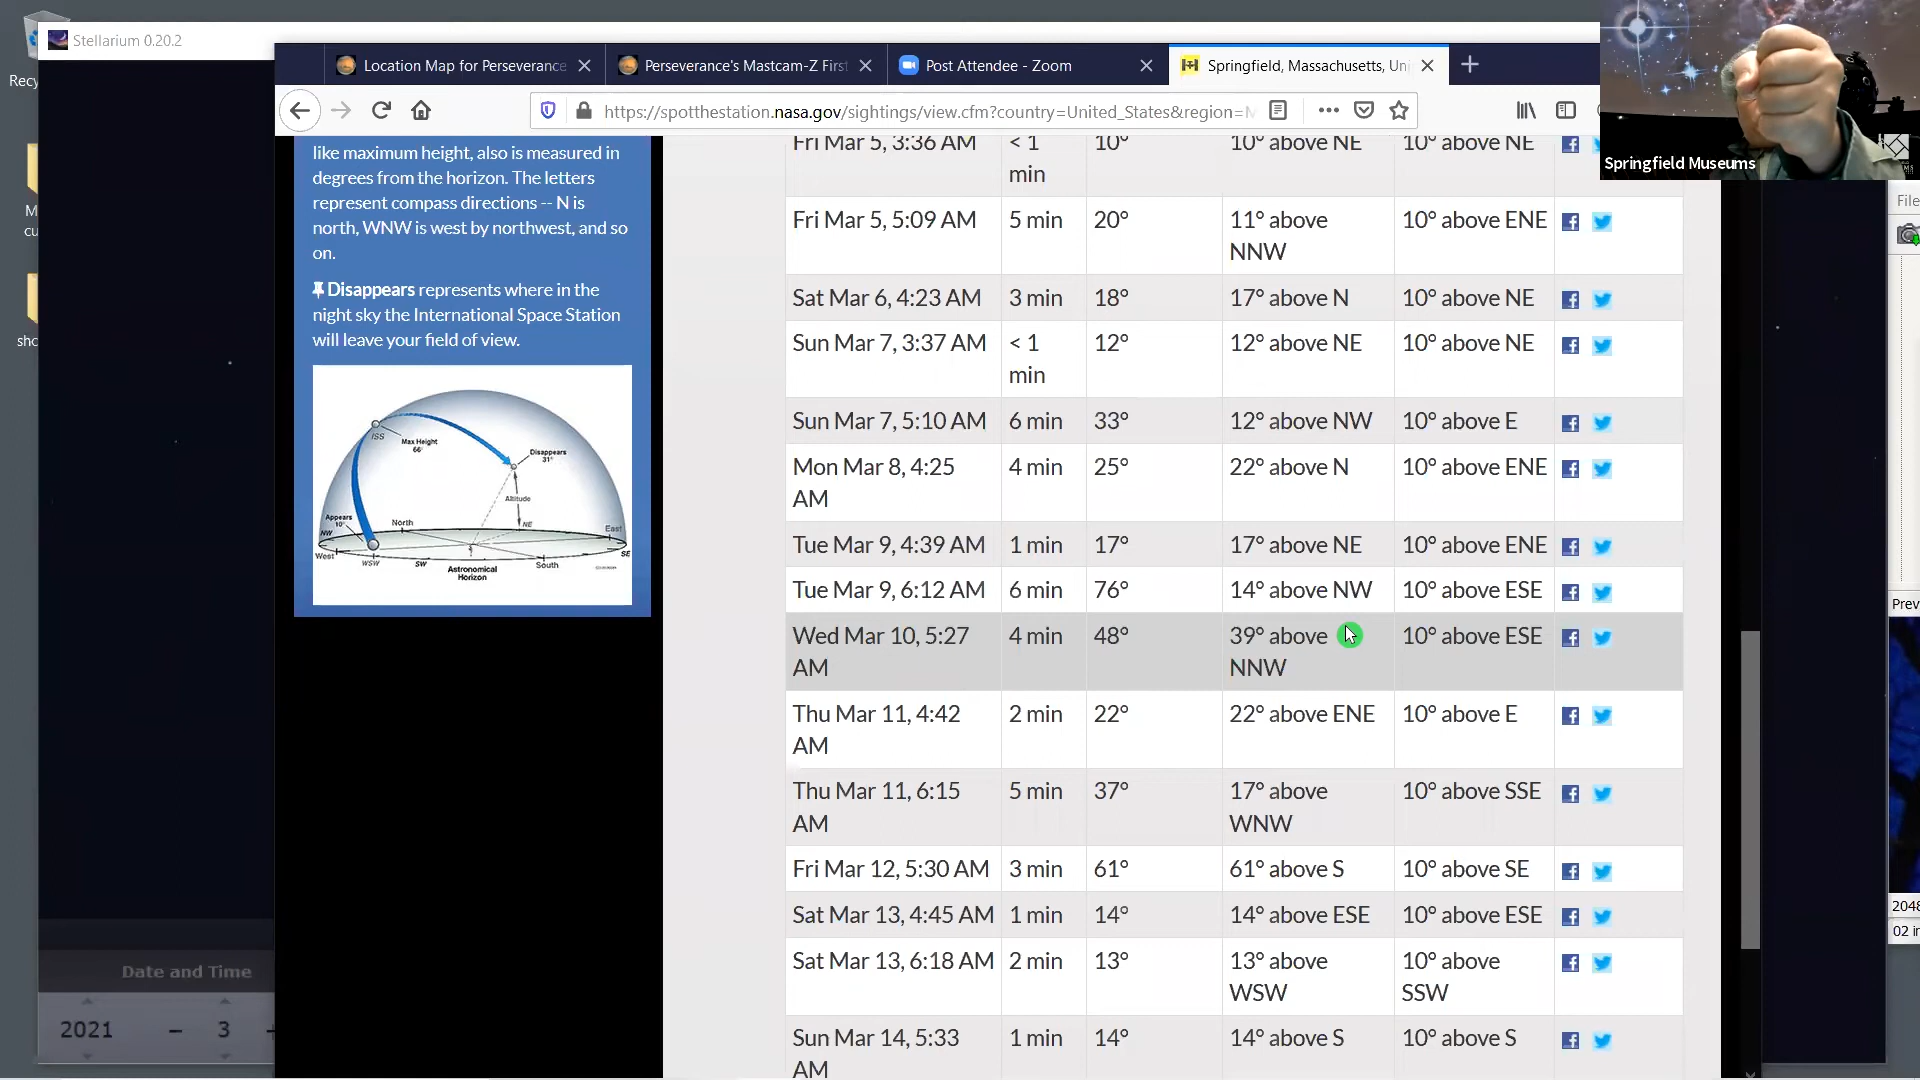 Stellarium 0.20.2
Location Map for Perseverance
Perseverance's Mastcam-Z First
Post Attendee - Zoom
Springfield, Massachusetts, Uni
https://spotthestation.nasa.gov/sightings/view.cfm?country=United_States&region=M
Springfield Museums
like maximum height, also is measured in
degrees from the horizon. The letters
represent compass directions -- N is
north, WNW is west by northwest, and so
on.
Disappears represents where in the
night sky the International Space Station
will leave your field of view.
ISS
Max Height
66°
Disappears
31°
Altitude
Appears
10°
NW
North
NE
East
West
WSW
SW
Astronomical
Horizon
South
SE
Fri Mar 5, 3:36 AM < 1 min 10° 10° above NE 10° above NE
Fri Mar 5, 5:09 AM 5 min 20° 11° above NNW 10° above ENE
Sat Mar 6, 4:23 AM 3 min 18° 17° above N 10° above NE
Sun Mar 7, 3:37 AM < 1 min 12° 12° above NE 10° above NE
Sun Mar 7, 5:10 AM 6 min 33° 12° above NW 10° above E
Mon Mar 8, 4:25 AM 4 min 25° 22° above N 10° above ENE
Tue Mar 9, 4:39 AM 1 min 17° 17° above NE 10° above ENE
Tue Mar 9, 6:12 AM 6 min 76° 14° above NW 10° above ESE
Wed Mar 10, 5:27 AM 4 min 48° 39° above NNW 10° above ESE
Thu Mar 11, 4:42 AM 2 min 22° 22° above ENE 10° above E
Thu Mar 11, 6:15 AM 5 min 37° 17° above WNW 10° above SSE
Fri Mar 12, 5:30 AM 3 min 61° 61° above S 10° above SE
Sat Mar 13, 4:45 AM 1 min 14° 14° above ESE 10° above ESE
Sat Mar 13, 6:18 AM 2 min 13° 13° above WSW 10° above SSW
Sun Mar 14, 5:33 AM 1 min 14° 14° above S 10° above S
Date and Time
2021 – 3 +
Recy
M
cu
sho
File
Prev
2048
02 in